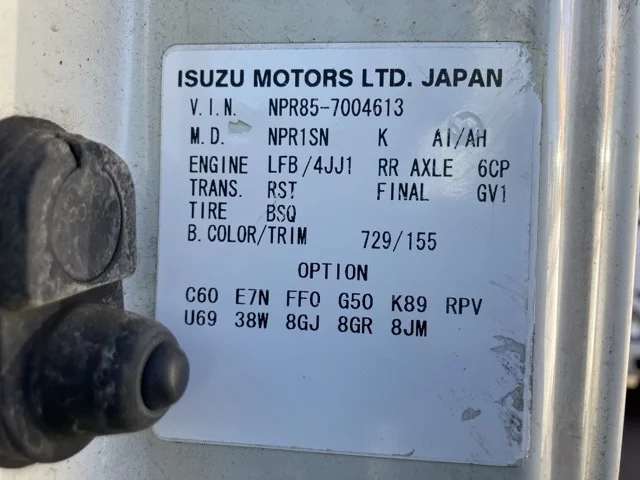 ISUZU MOTORS LTD. JAPAN
V.I.N. NPR85-7004613
M.D. NPR1SN K AI/AH
ENGINE LFB/4JJ1 RR AXLE 6CP
TRANS. RST FINAL GV1
TIRE BSQ
B.COLOR/TRIM 729/155
OPTION
C60 E7N FF0 G50 K89 RPV
U69 38W 8GJ 8GR 8JM